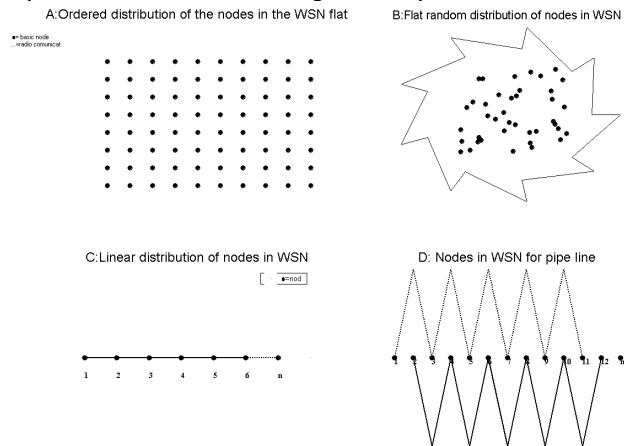 A:Ordered distribution of the nodes in the WSN flat
●= basic node
...=radio comunicat.
B:Flat random distribution of nodes in WSN
C:Linear distribution of nodes in WSN
●=nod
1 2 3 4 5 6 n
D: Nodes in WSN for pipe line
1 2 3 4 5 6 7 8 9 10 11 12